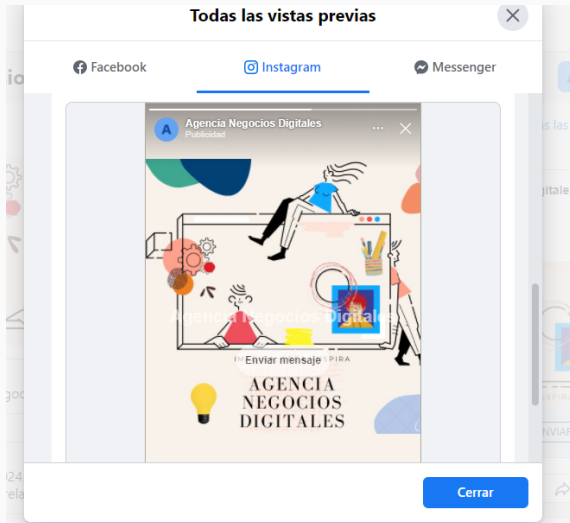 Todas las vistas previas
Facebook
Instagram
Messenger
A
Agencia Negocios Digitales
Publicidad
Agencia Negocios Digitales
Enviar mensaje
AGENCIA
NEGOCIOS
DIGITALES
Cerrar